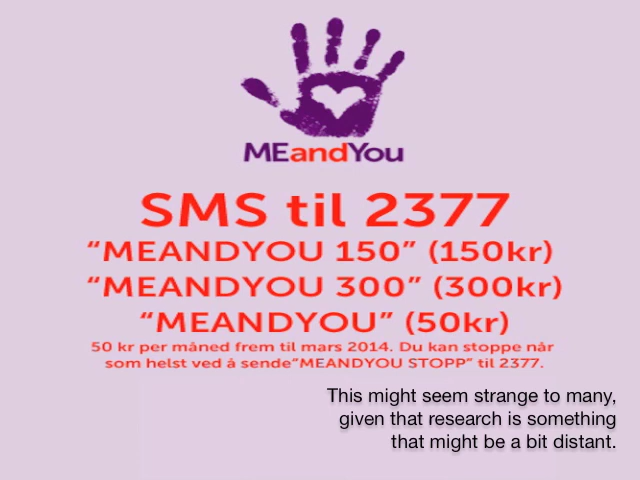 MEandYou
SMS til 2377
“MEANDYOU 150” (150kr)
“MEANDYOU 300” (300kr)
“MEANDYOU” (50kr)
50 kr per måned frem til mars 2014. Du kan stoppe når
som helst ved å sende“MEANDYOU STOPP” til 2377.
This might seem strange to many,
given that research is something
that might be a bit distant.